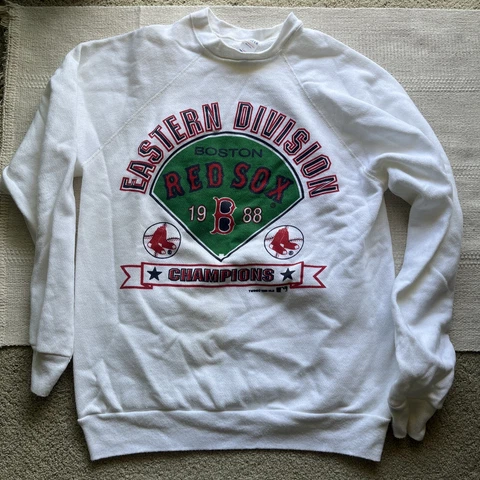 EASTERN DIVISION
BOSTON
RED SOX
19 B 88
CHAMPIONS